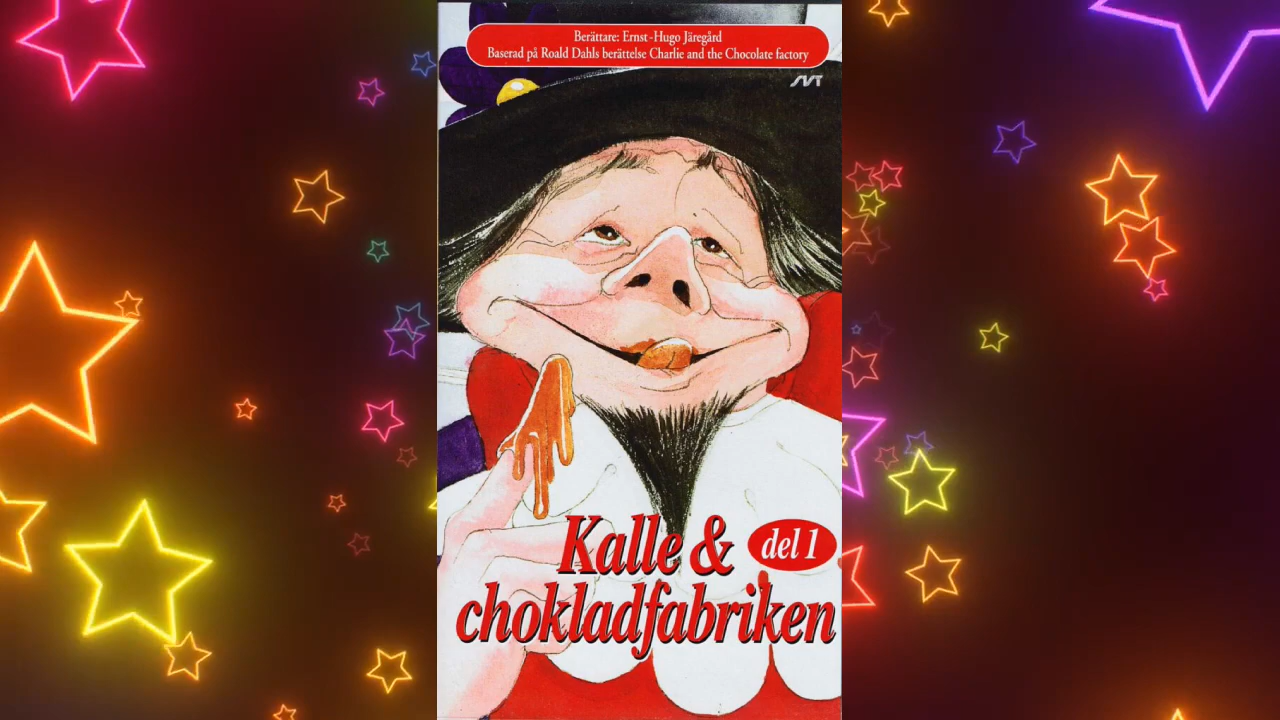 Berättare: Ernst-Hugo Järegård
Baserad på Roald Dahls berättelse Charlie and the Chocolate factory
SVT
Kalle &
del 1
chokladfabriken